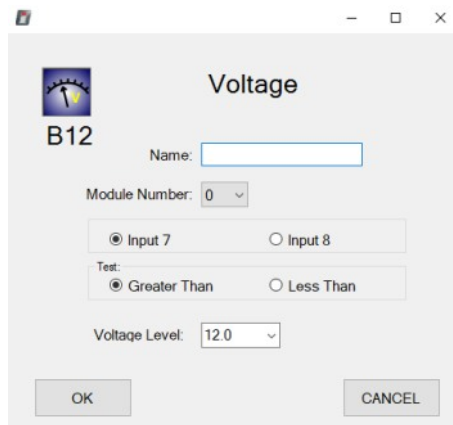 V
Voltage
B12
Name:
Module Number: 0
Input 7 Input 8
Test:
Greater Than Less Than
Voltage Level: 12.0
OK CANCEL